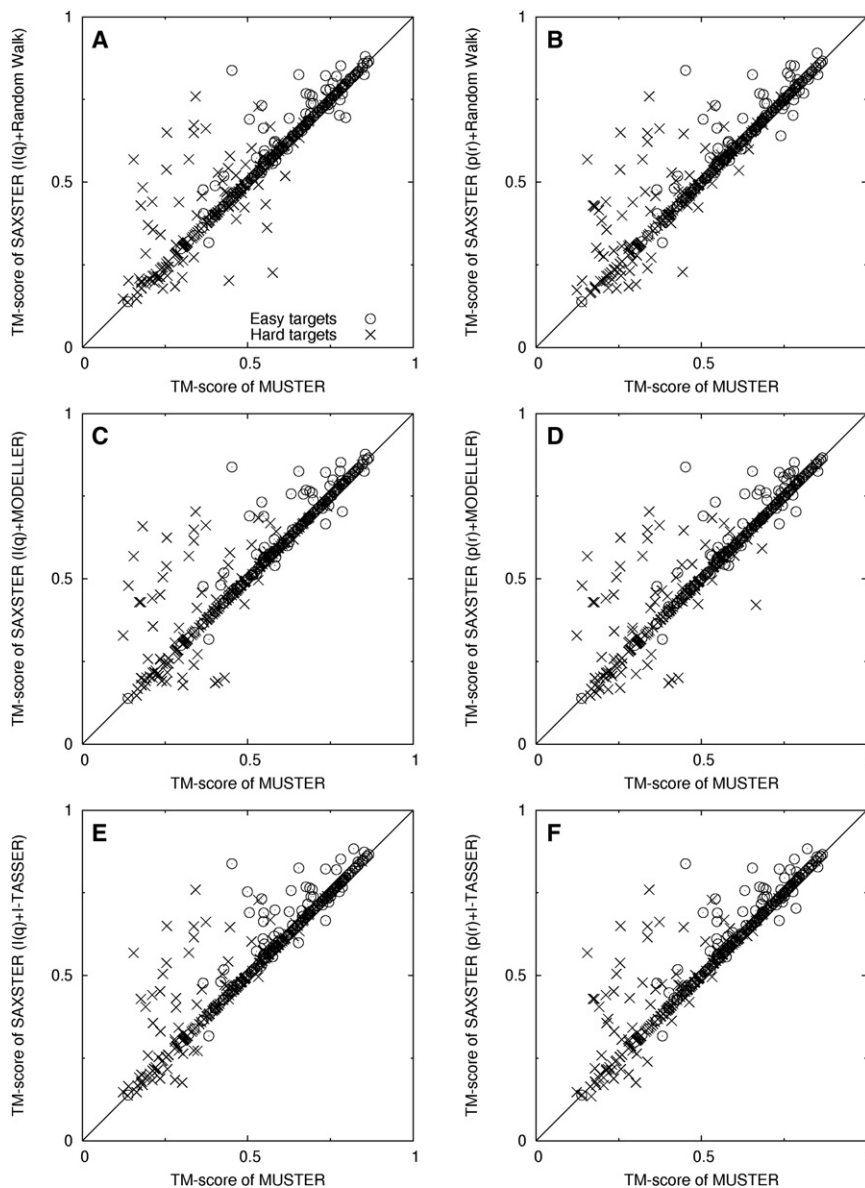 A
TM-score of SAXSTER (I(q)+Random Walk)
1
0.5
0
Easy targets
Hard targets
0
0.5
1
TM-score of MUSTER
B
TM-score of SAXSTER (p(r)+Random Walk)
1
0.5
0
0
0.5
TM-score of MUSTER
C
TM-score of SAXSTER (I(q)+MODELLER)
1
0.5
0
0
0.5
1
TM-score of MUSTER
D
TM-score of SAXSTER (p(r)+MODELLER)
1
0.5
0
0
0.5
TM-score of MUSTER
E
TM-score of SAXSTER (I(q)+I-TASSER)
1
0.5
0
0
0.5
1
TM-score of MUSTER
F
TM-score of SAXSTER (p(r)+I-TASSER)
1
0.5
0
0
0.5
TM-score of MUSTER